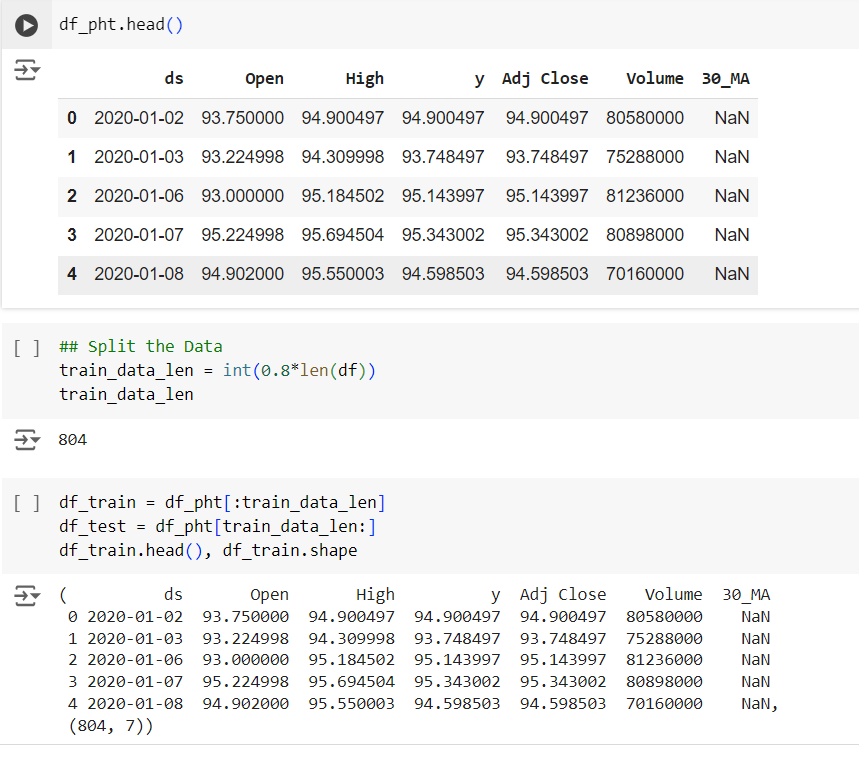 df_pht.head()
ds Open High y Adj Close Volume 30_MA
0 2020-01-02 93.750000 94.900497 94.900497 94.900497 80580000 NaN
1 2020-01-03 93.224998 94.309998 93.748497 93.748497 75288000 NaN
2 2020-01-06 93.000000 95.184502 95.143997 95.143997 81236000 NaN
3 2020-01-07 95.224998 95.694504 95.343002 95.343002 80898000 NaN
4 2020-01-08 94.902000 95.550003 94.598503 94.598503 70160000 NaN
[ ] ## Split the Data
train_data_len = int(0.8*len(df))
train_data_len
804
[ ] df_train = df_pht[:train_data_len]
df_test = df_pht[train_data_len:]
df_train.head(), df_train.shape
( ds Open High y Adj Close Volume 30_MA
0 2020-01-02 93.750000 94.900497 94.900497 94.900497 80580000 NaN
1 2020-01-03 93.224998 94.309998 93.748497 93.748497 75288000 NaN
2 2020-01-06 93.000000 95.184502 95.143997 95.143997 81236000 NaN
3 2020-01-07 95.224998 95.694504 95.343002 95.343002 80898000 NaN
4 2020-01-08 94.902000 95.550003 94.598503 94.598503 70160000 NaN,
(804, 7))